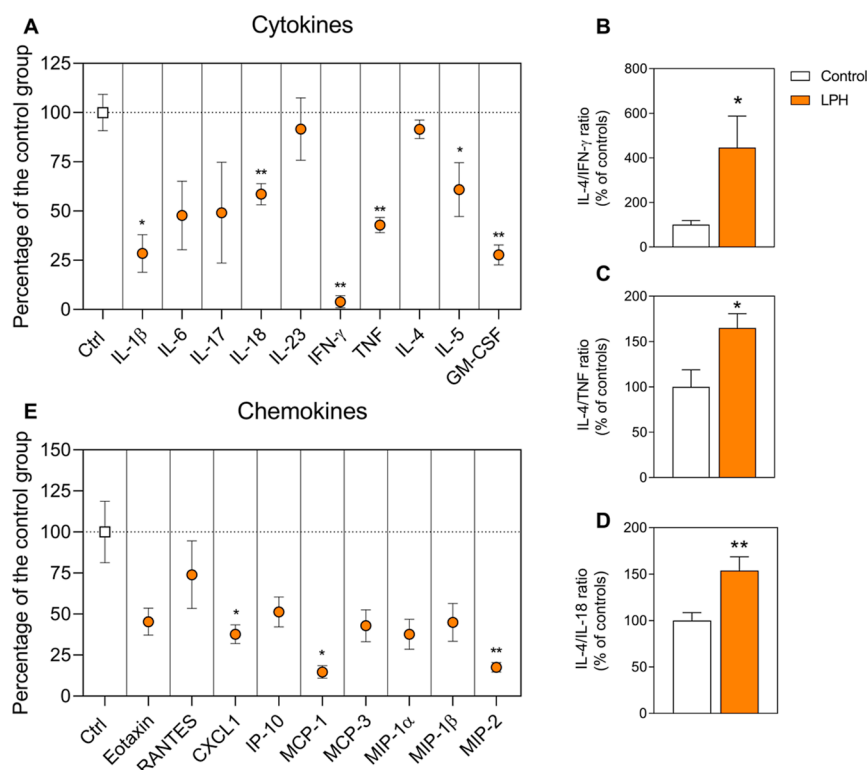 A
Cytokines
Percentage of the control group
125
100
75
50
25
0
*
**
**
**
*
**
Ctrl
IL-1β
IL-6
IL-17
IL-18
IL-23
IFN-γ
TNF
IL-4
IL-5
GM-CSF
B
Control
LPH
IL-4/IFN-γ ratio
(% of controls)
800
600
400
200
0
*
C
IL-4/TNF ratio
(% of controls)
200
150
100
50
0
*
E
Chemokines
Percentage of the control group
150
125
100
75
50
25
0
*
*
**
Ctrl
Eotaxin
RANTES
CXCL1
IP-10
MCP-1
MCP-3
MIP-1α
MIP-1β
MIP-2
D
IL-4/IL-18 ratio
(% of controls)
200
150
100
50
0
**